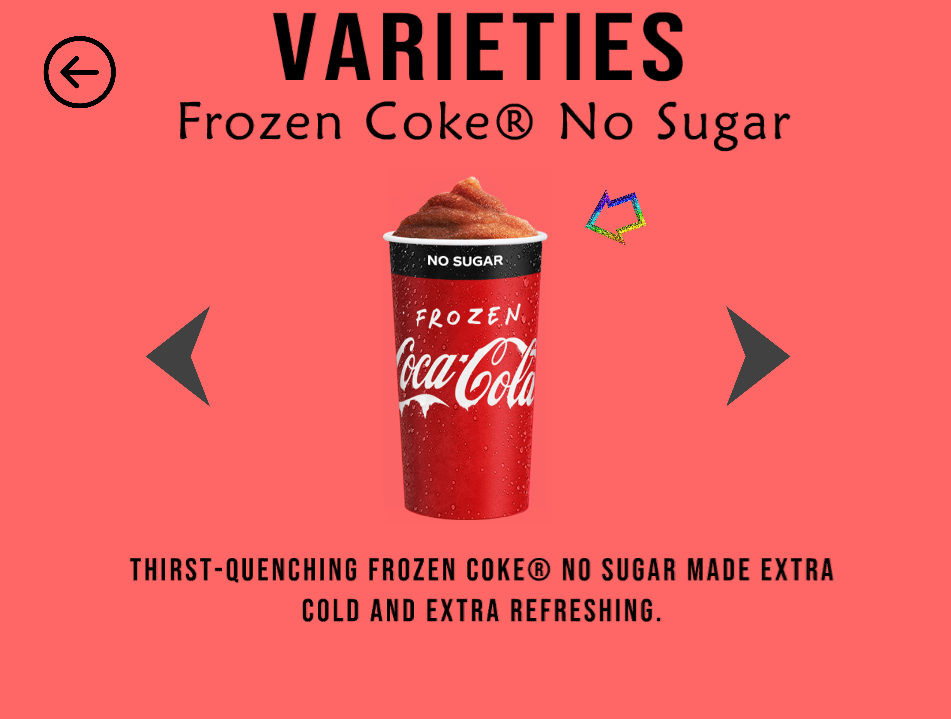 VARIETIES
Frozen Coke® No Sugar
NO SUGAR
FROZEN
Coca-Cola
THIRST-QUENCHING FROZEN COKE® NO SUGAR MADE EXTRA
COLD AND EXTRA REFRESHING.